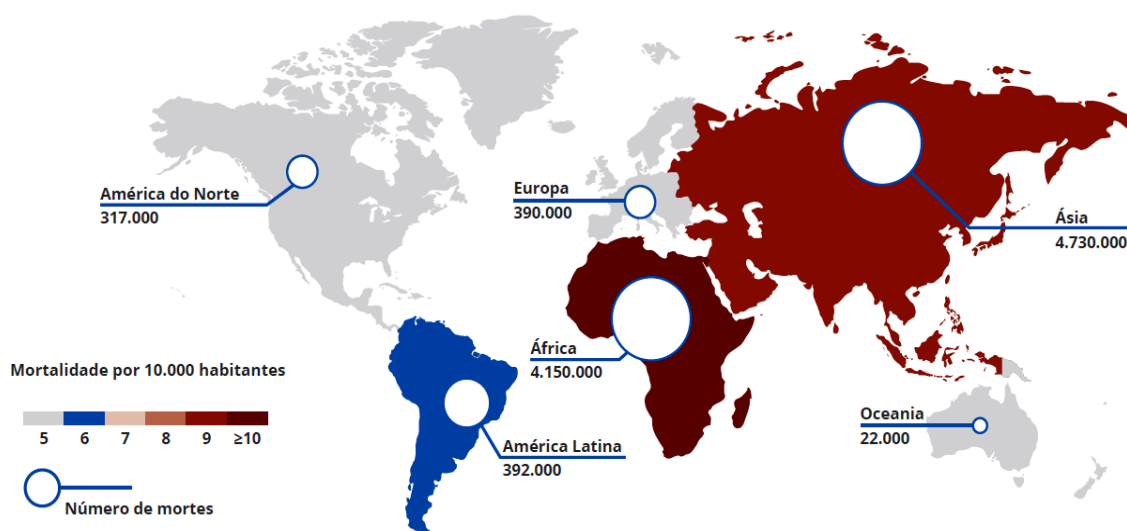 América do Norte
317.000
Europa
390.000
Ásia
4.730.000
África
4.150.000
Mortalidade por 10.000 habitantes
5 6 7 8 9 ≥10
Número de mortes
América Latina
392.000
Oceania
22.000